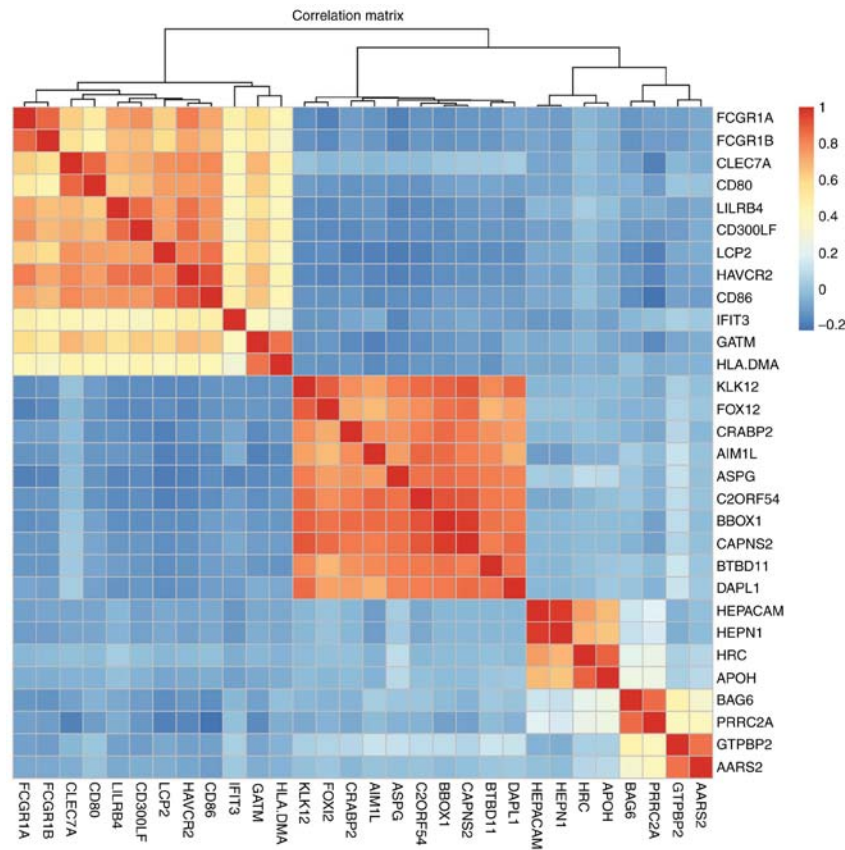 Correlation matrix
1
0.8
0.6
0.4
0.2
0
−0.2
FCGR1A
FCGR1B
CLEC7A
CD80
LILRB4
CD300LF
LCP2
HAVCR2
CD86
IFIT3
GATM
HLA.DMA
KLK12
FOX12
CRABP2
AIM1L
ASPG
C2ORF54
BBOX1
CAPNS2
BTBD11
DAPL1
HEPACAM
HEPN1
HRC
APOH
BAG6
PRRC2A
GTPBP2
AARS2
FCGR1A
FCGR1B
CLEC7A
CD80
LILRB4
CD300LF
LCP2
HAVCR2
CD86
IFIT3
GATM
HLA.DMA
KLK12
FOXI2
CRABP2
AIM1L
ASPG
C2ORF54
BBOX1
CAPNS2
BTBD11
DAPL1
HEPACAM
HEPN1
HRC
APOH
BAG6
PRRC2A
GTPBP2
AARS2